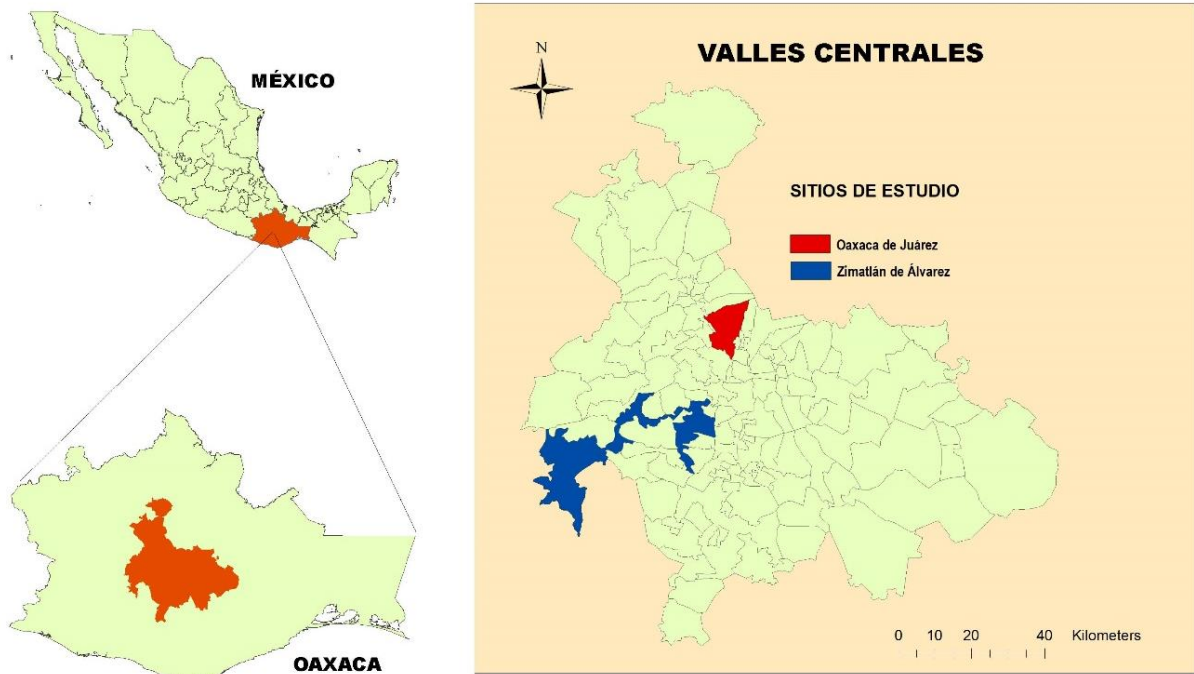 MÉXICO
OAXACA
VALLES CENTRALES
N
SITIOS DE ESTUDIO
Oaxaca de Juárez
Zimatlán de Álvarez
0 10 20 40 Kilometers